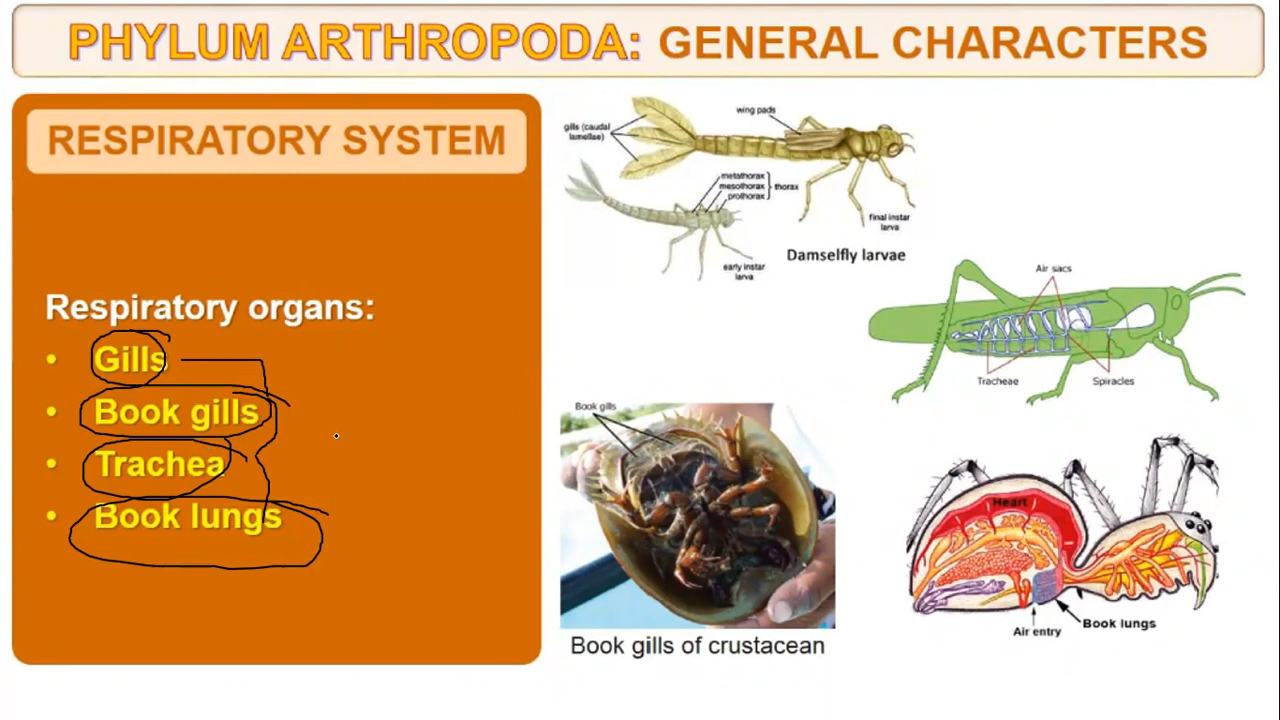 PHYLUM ARTHROPODA: GENERAL CHARACTERS
RESPIRATORY SYSTEM
Respiratory organs:
• Gills
• Book gills
• Trachea
• Book lungs
gills (caudal
lamellae)
wing pads
metathorax
mesothorax
prothorax
thorax
final instar
larva
early instar
larva
Damselfly larvae
Air sacs
Tracheae
Spiracles
Book gills
Book gills of crustacean
Heart
Air entry
Book lungs